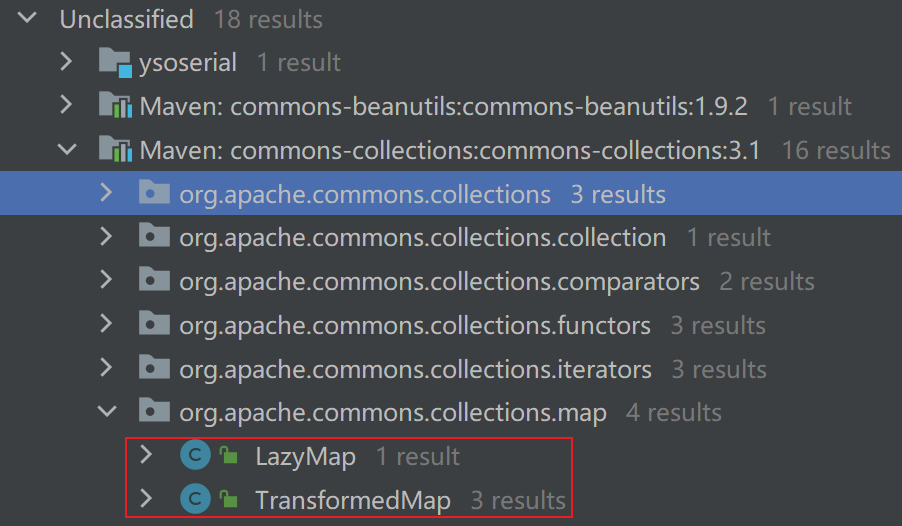 Unclassified 18 results
ysoserial 1 result
Maven: commons-beanutils:commons-beanutils:1.9.2 1 result
Maven: commons-collections:commons-collections:3.1 16 results
org.apache.commons.collections 3 results
org.apache.commons.collections.collection 1 result
org.apache.commons.collections.comparators 2 results
org.apache.commons.collections.functors 3 results
org.apache.commons.collections.iterators 3 results
org.apache.commons.collections.map 4 results
C LazyMap 1 result
C TransformedMap 3 results